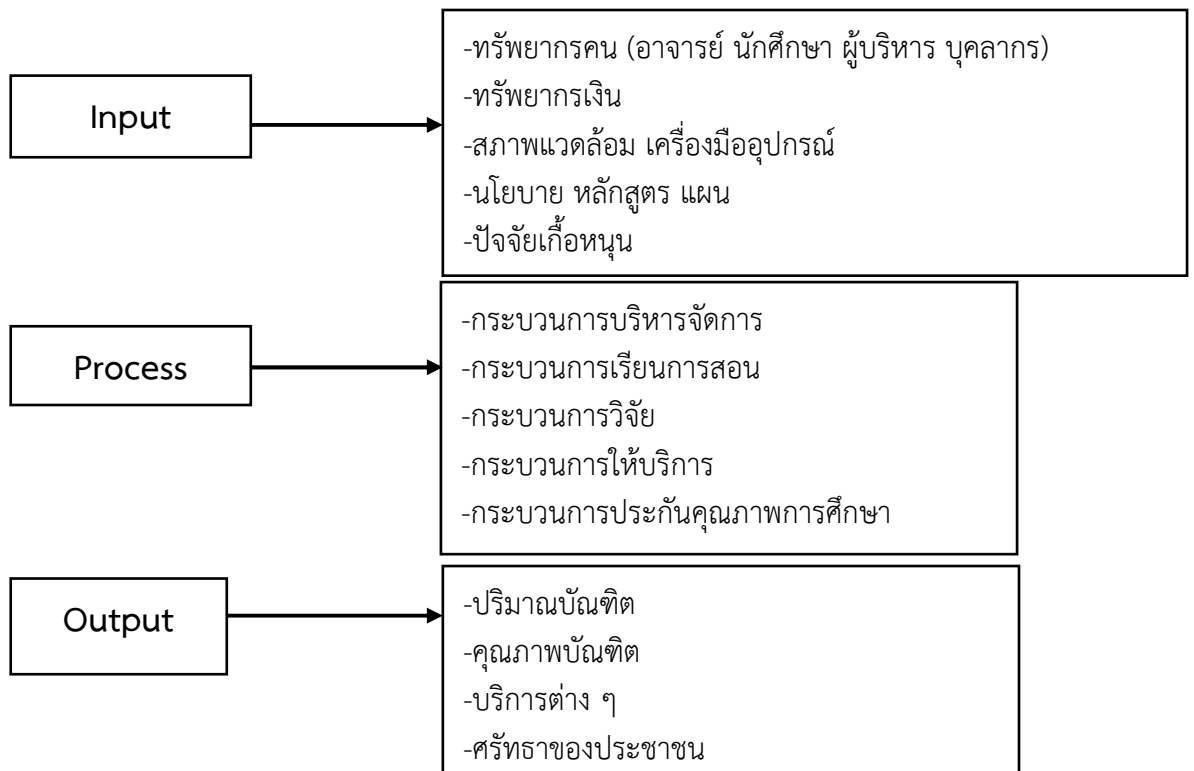 Input
-ทรัพยากรคน (อาจารย์ นักศึกษา ผู้บริหาร บุคลากร)
-ทรัพยากรเงิน
-สภาพแวดล้อม เครื่องมืออุปกรณ์
-นโยบาย หลักสูตร แผน
-ปัจจัยเกื้อหนุน
Process
-กระบวนการบริหารจัดการ
-กระบวนการเรียนการสอน
-กระบวนการวิจัย
-กระบวนการให้บริการ
-กระบวนการประกันคุณภาพการศึกษา
Output
-ปริมาณบัณฑิต
-คุณภาพบัณฑิต
-บริการต่าง ๆ
-ศรัทธาของประชาชน